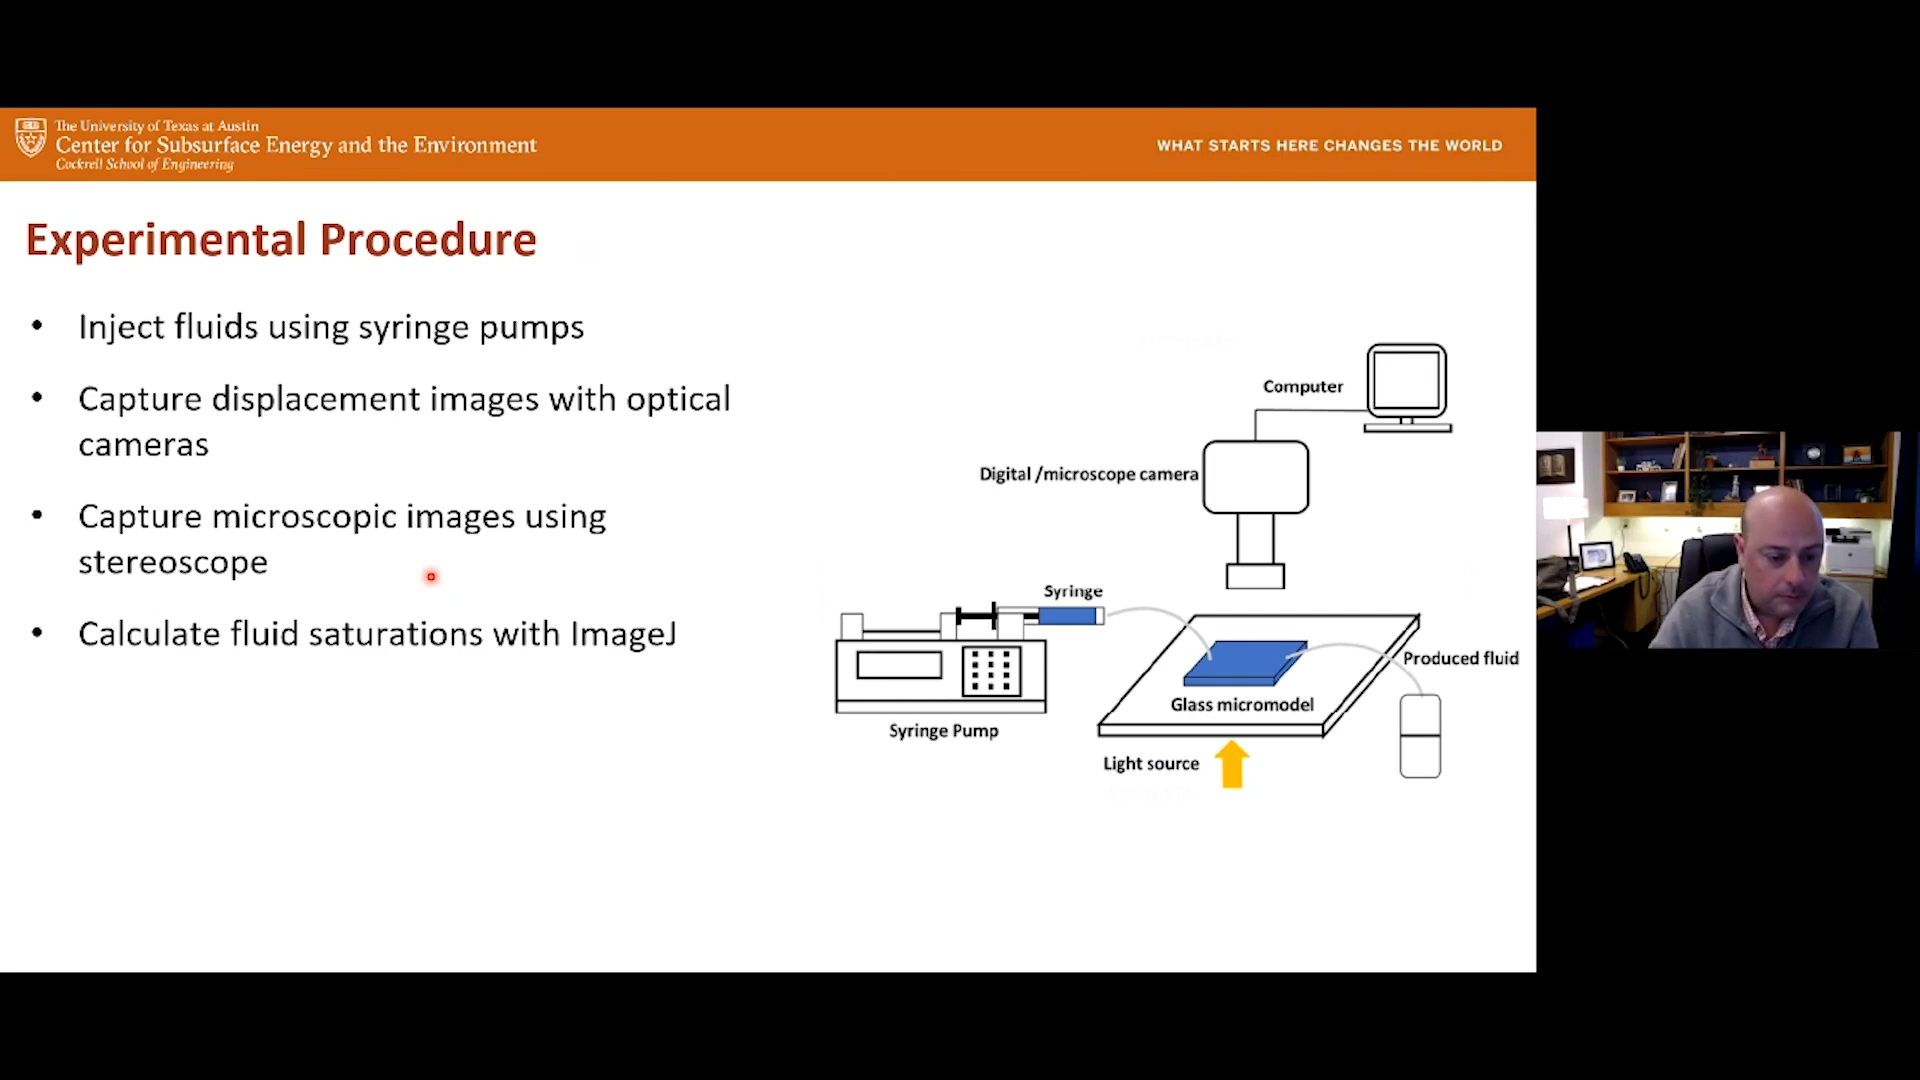 The University of Texas at Austin
Center for Subsurface Energy and the Environment
Cockrell School of Engineering
WHAT STARTS HERE CHANGES THE WORLD
Experimental Procedure
• Inject fluids using syringe pumps
• Capture displacement images with optical
cameras
• Capture microscopic images using
stereoscope
• Calculate fluid saturations with ImageJ
Computer
Digital /microscope camera
Syringe
Produced fluid
Glass micromodel
Syringe Pump
Light source